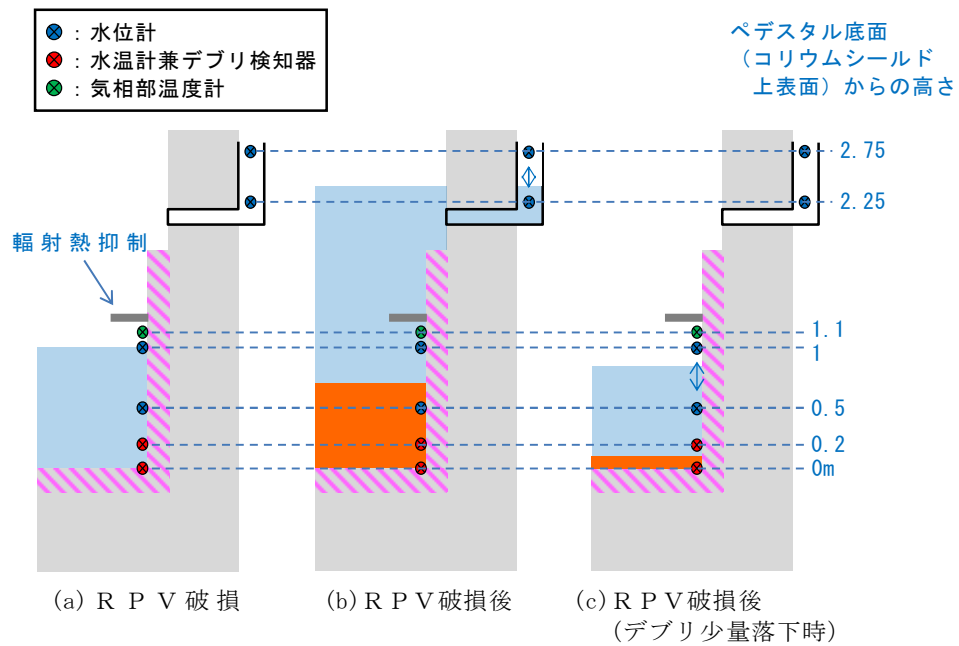 ：水位計
：水温計兼デブリ検知器
：気相部温度計
ペデスタル底面
（コリウムシールド
上表面）からの高さ
2.75
2.25
輻射熱抑制
1.1
1
0.5
0.2
0m
(a) ＲＰＶ破損
(b) ＲＰＶ破損後
(c) ＲＰＶ破損後
（デブリ少量落下時）